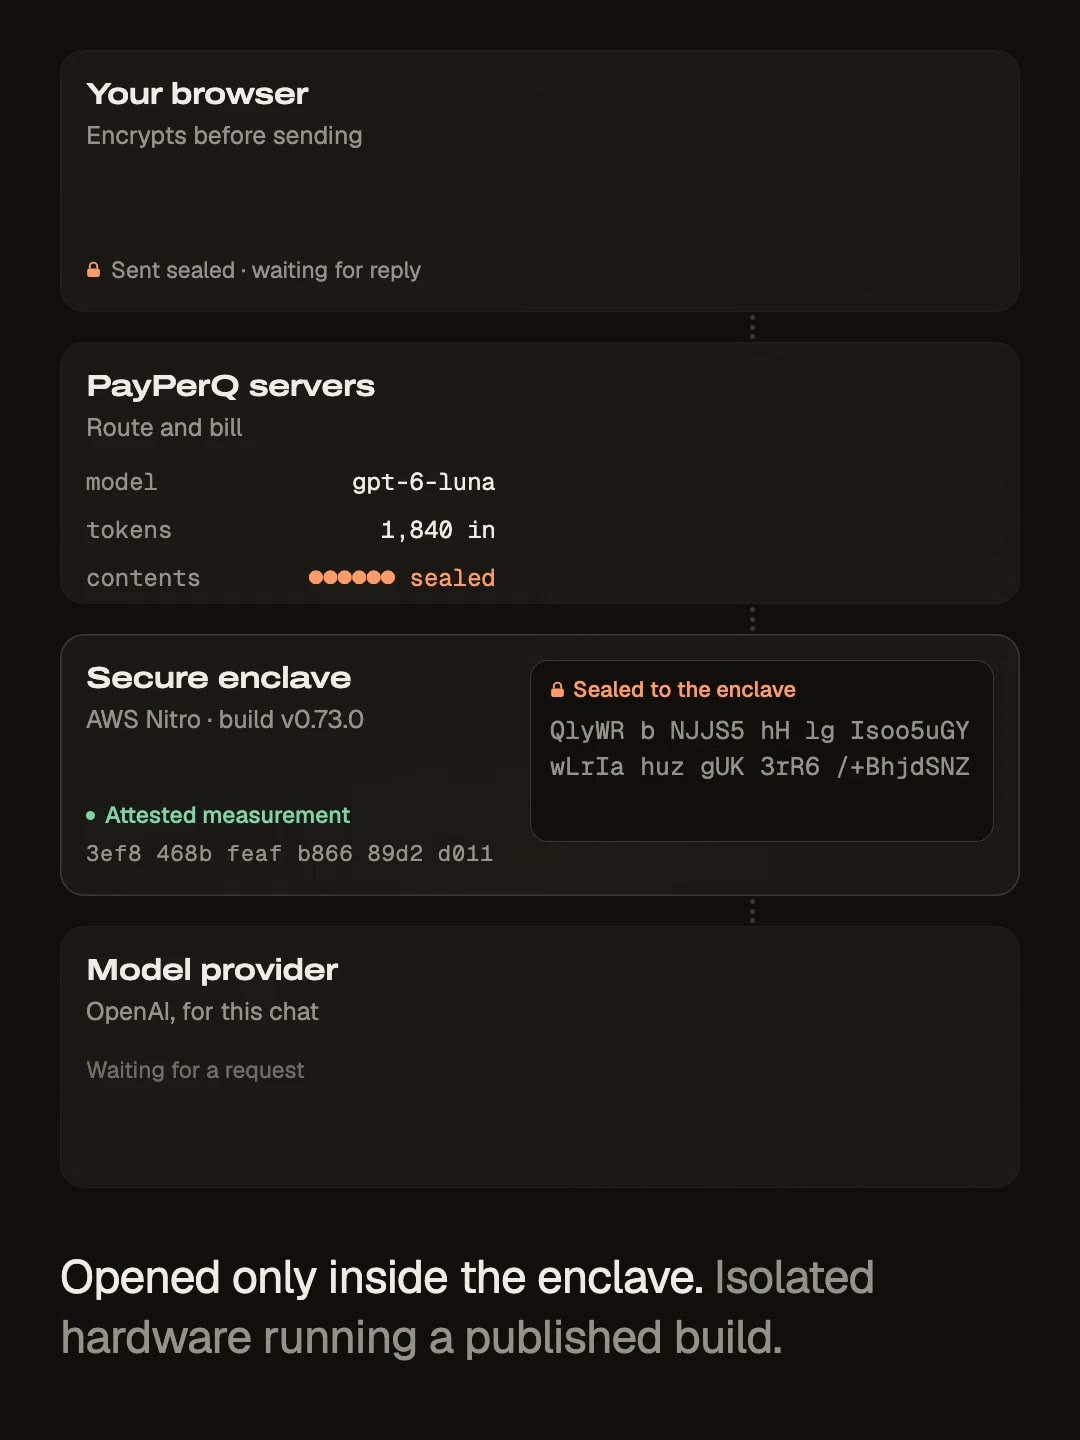 Your browser
Encrypts before sending
Sent sealed · waiting for reply
PayPerQ servers
Route and bill
model gpt-6-luna
tokens 1,840 in
contents ●●●●●● sealed
Secure enclave
AWS Nitro · build v0.73.0
Attested measurement
3ef8 468b feaf b866 89d2 d011
Sealed to the enclave
QlyWR b NJJS5 hH lg Isoo5uGY
wLrIa huz gUK 3rR6 /+BhjdSNZ
Model provider
OpenAI, for this chat
Waiting for a request
Opened only inside the enclave. Isolated
hardware running a published build.